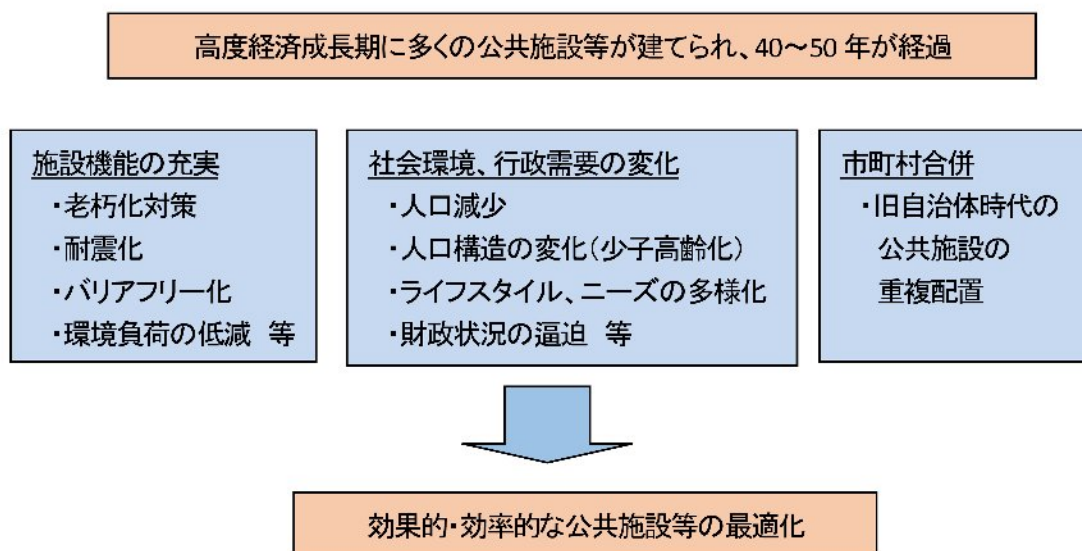 高度経済成長期に多くの公共施設等が建てられ、40～50 年が経過
施設機能の充実
・老朽化対策
・耐震化
・バリアフリー化
・環境負荷の低減　等
社会環境、行政需要の変化
・人口減少
・人口構造の変化（少子高齢化）
・ライフスタイル、ニーズの多様化
・財政状況の逼迫　等
市町村合併
・旧自治体時代の
公共施設の
重複配置
効果的・効率的な公共施設等の最適化